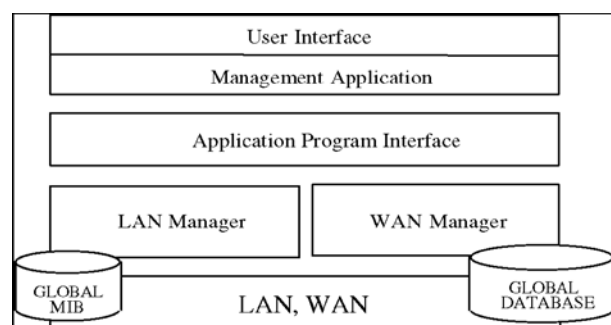 User Interface
Management Application
Application Program Interface
LAN Manager
WAN Manager
GLOBAL
MIB
LAN, WAN
GLOBAL
DATABASE